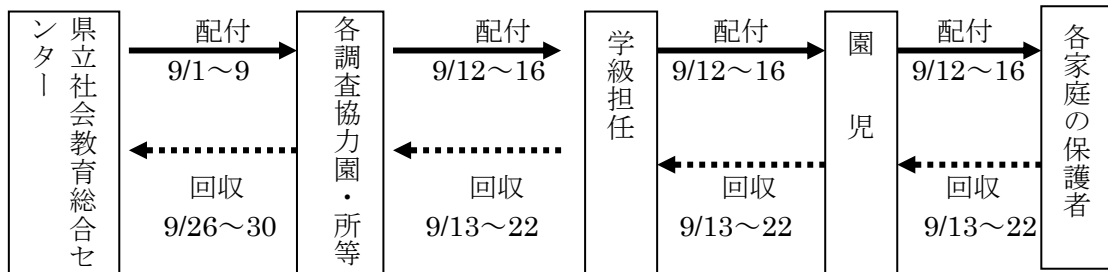 県立社会教育総合セ
ンター
配付
9/1～9
回収
9/26～30
各調査協力園・所等
配付
9/12～16
回収
9/13～22
学級担任
配付
9/12～16
回収
9/13～22
園児
配付
9/12～16
回収
9/13～22
各家庭の保護者